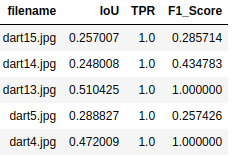 filename IoU TPR F1_Score
dart15.jpg 0.257007 1.0 0.285714
dart14.jpg 0.248008 1.0 0.434783
dart13.jpg 0.510425 1.0 1.000000
dart5.jpg 0.288827 1.0 0.257426
dart4.jpg 0.472009 1.0 1.000000